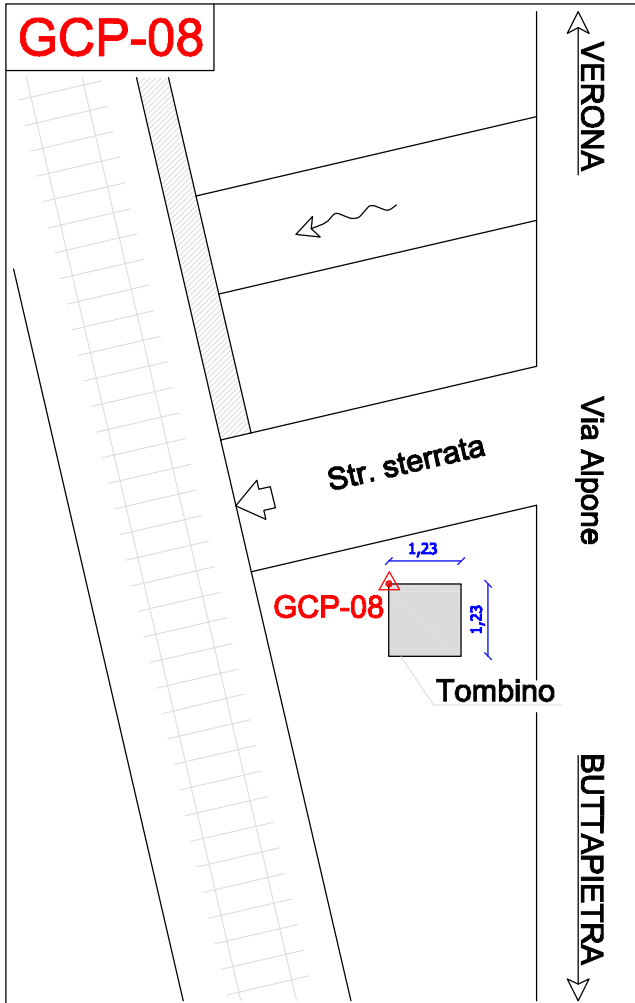 GCP-08
VERONA
Via Alpone
Str. sterrata
1,23
GCP-08
1,23
Tombino
BUTTAPIETRA